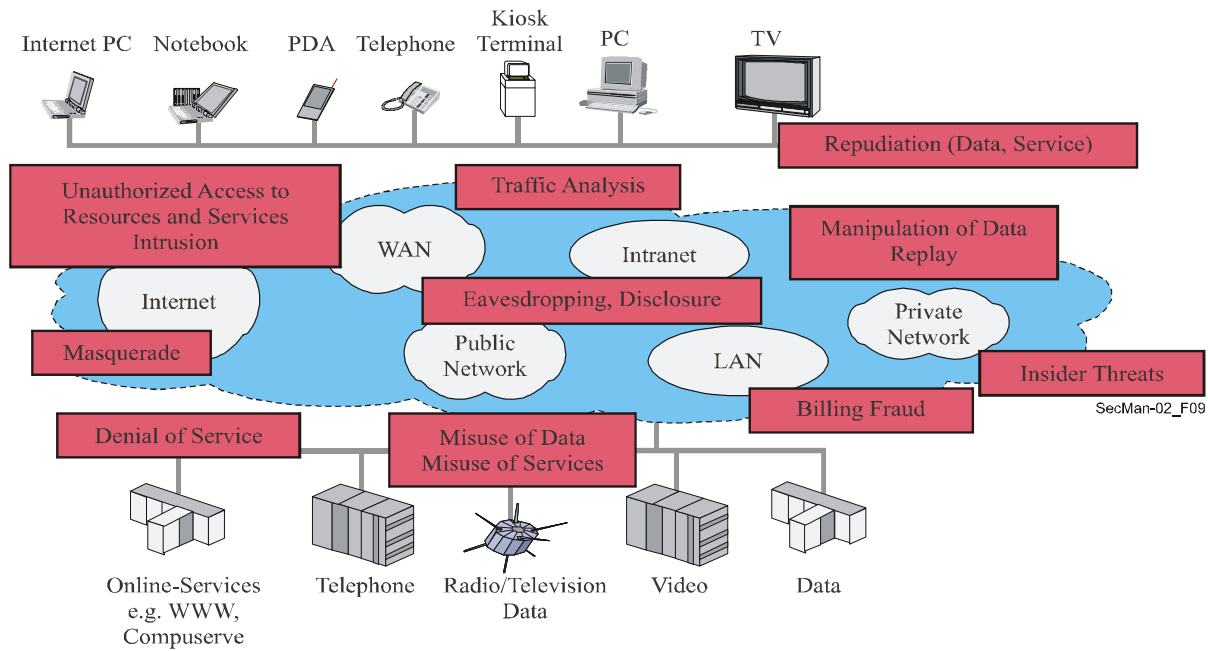 Internet PC
Notebook
PDA
Telephone
Kiosk
Terminal
PC
TV
Repudiation (Data, Service)
Unauthorized Access to
Resources and Services
Intrusion
Traffic Analysis
Manipulation of Data
Replay
WAN
Intranet
Internet
Eavesdropping, Disclosure
Masquerade
Public
Network
LAN
Private
Network
Insider Threats
SecMan-02_F09
Billing Fraud
Denial of Service
Misuse of Data
Misuse of Services
Online-Services
e.g. WWW,
Compuserve
Telephone
Radio/Television
Data
Video
Data